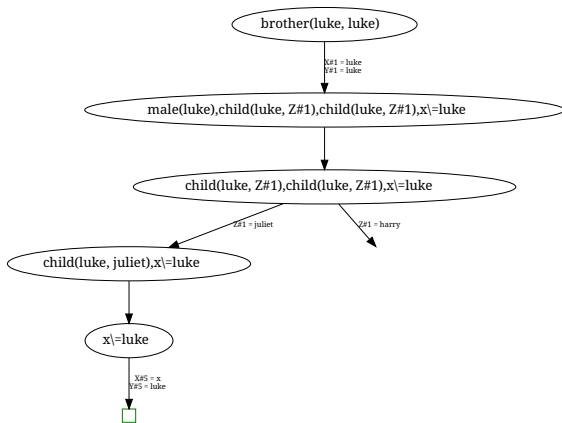 brother(luke, luke)
X#1 = luke
Y#1 = luke
male(luke),child(luke, Z#1),child(luke, Z#1),x\=luke
child(luke, Z#1),child(luke, Z#1),x\=luke
Z#1 = juliet
Z#1 = harry
child(luke, juliet),x\=luke
x\=luke
X#5 = x
Y#5 = luke